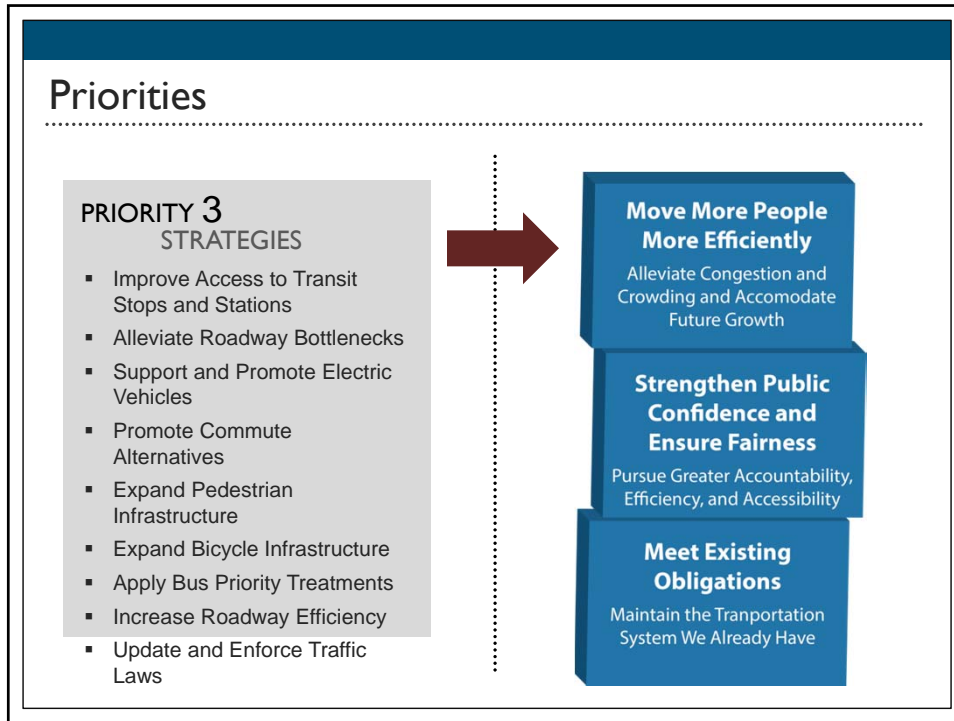 Priorities
PRIORITY 3
STRATEGIES
▪ Improve Access to Transit
Stops and Stations
▪ Alleviate Roadway Bottlenecks
▪ Support and Promote Electric
Vehicles
▪ Promote Commute
Alternatives
▪ Expand Pedestrian
Infrastructure
▪ Expand Bicycle Infrastructure
▪ Apply Bus Priority Treatments
▪ Increase Roadway Efficiency
▪ Update and Enforce Traffic
Laws
Move More People
More Efficiently
Alleviate Congestion and
Crowding and Accomodate
Future Growth
Strengthen Public
Confidence and
Ensure Fairness
Pursue Greater Accountability,
Efficiency, and Accessibility
Meet Existing
Obligations
Maintain the Tranportation
System We Already Have